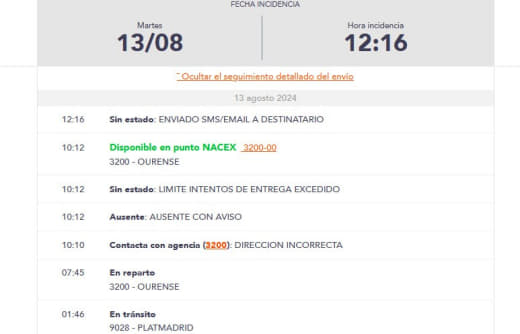 FECHA INCIDENCIA
Martes
13/08
Hora incidencia
12:16
Ocultar el seguimiento detallado del envío
13 agosto 2024
12:16 Sin estado: ENVIADO SMS/EMAIL A DESTINATARIO
10:12 Disponible en punto NACEX 3200-00
3200 - OURENSE
10:12 Sin estado: LIMITE INTENTOS DE ENTREGA EXCEDIDO
10:12 Ausente: AUSENTE CON AVISO
10:10 Contacta con agencia (3200): DIRECCION INCORRECTA
07:45 En reparto
3200 - OURENSE
01:46 En tránsito
9028 - PLATMADRID